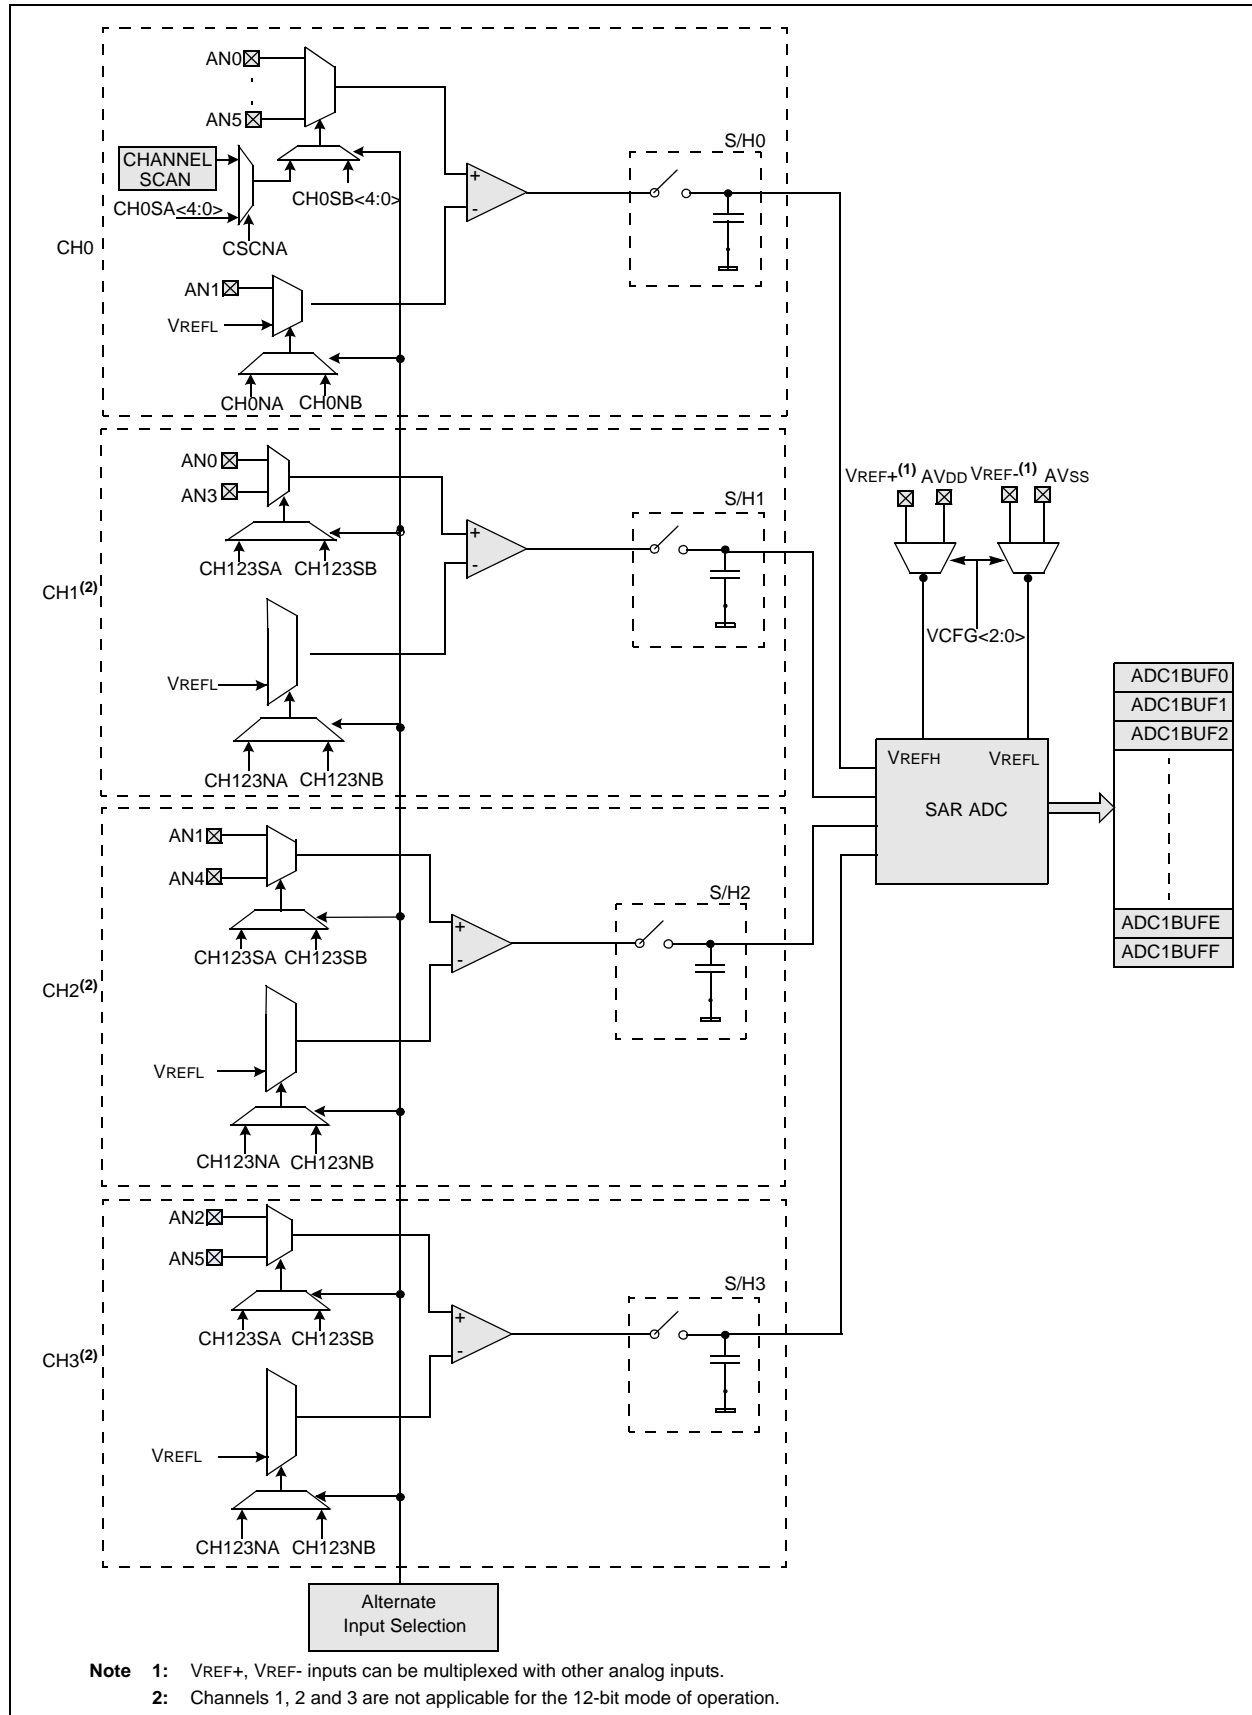 AN0
AN5
CHANNEL
SCAN
CH0SA<4:0>
CH0SB<4:0>
CSCNA
CH0
AN1
VREFL
CH0NA
CH0NB
+
-
S/H0
AN0
AN3
CH123SA
CH123SB
CH1(2)
VREFL
CH123NA
CH123NB
+
-
S/H1
VREF+(1)
AVDD
VREF-(1)
AVSS
VCFG<2:0>
VREFH
VREFL
SAR ADC
ADC1BUF0
ADC1BUF1
ADC1BUF2
ADC1BUFE
ADC1BUFF
AN1
AN4
CH123SA
CH123SB
CH2(2)
VREFL
CH123NA
CH123NB
+
-
S/H2
AN2
AN5
CH123SA
CH123SB
CH3(2)
VREFL
CH123NA
CH123NB
+
-
S/H3
Alternate
Input Selection
Note 1: VREF+, VREF- inputs can be multiplexed with other analog inputs.
2: Channels 1, 2 and 3 are not applicable for the 12-bit mode of operation.